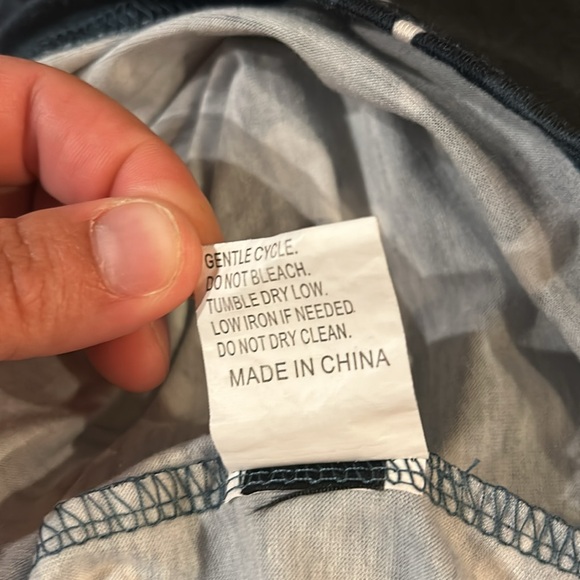 GENTLE CYCLE.
DO NOT BLEACH.
TUMBLE DRY LOW.
LOW IRON IF NEEDED.
DO NOT DRY CLEAN.
MADE IN CHINA